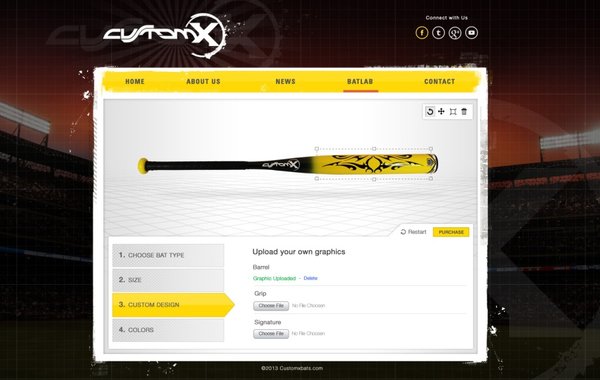 CUSTOMX
Connect with Us
HOME ABOUT US NEWS BATLAB CONTACT
CUSTOMX
Restart PURCHASE
1. CHOOSE BAT TYPE
2. SIZE
3. CUSTOM DESIGN
4. COLORS
Upload your own graphics
Barrel
Graphic Uploaded - Delete
Grip
Choose File No File Choosen
Signature
Choose File No File Choosen
©2013 Custombats.com